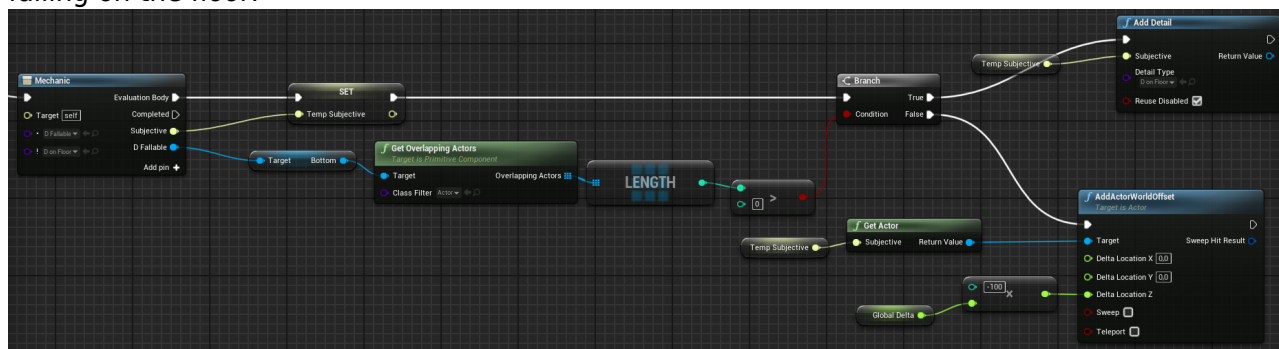 falling on the floor.
Mechanic
Evaluation Body
Target self
Completed
• D Fallable
Subjective
! D on Floor
D Fallable
Add pin +
SET
Temp Subjective
Target Bottom
f Get Overlapping Actors
Target is Primitive Component
Target
Overlapping Actors
Class Filter Actor
LENGTH
0 >
Branch
True
Condition
False
Temp Subjective
f Add Detail
Subjective
Return Value
Detail Type
D on Floor
Reuse Disabled
Temp Subjective
f Get Actor
Subjective
Return Value
Global Delta
-100 x
AddActorWorldOffset
Target is Actor
Target
Sweep Hit Result
Delta Location X 0,0
Delta Location Y 0,0
Delta Location Z
Sweep
Teleport